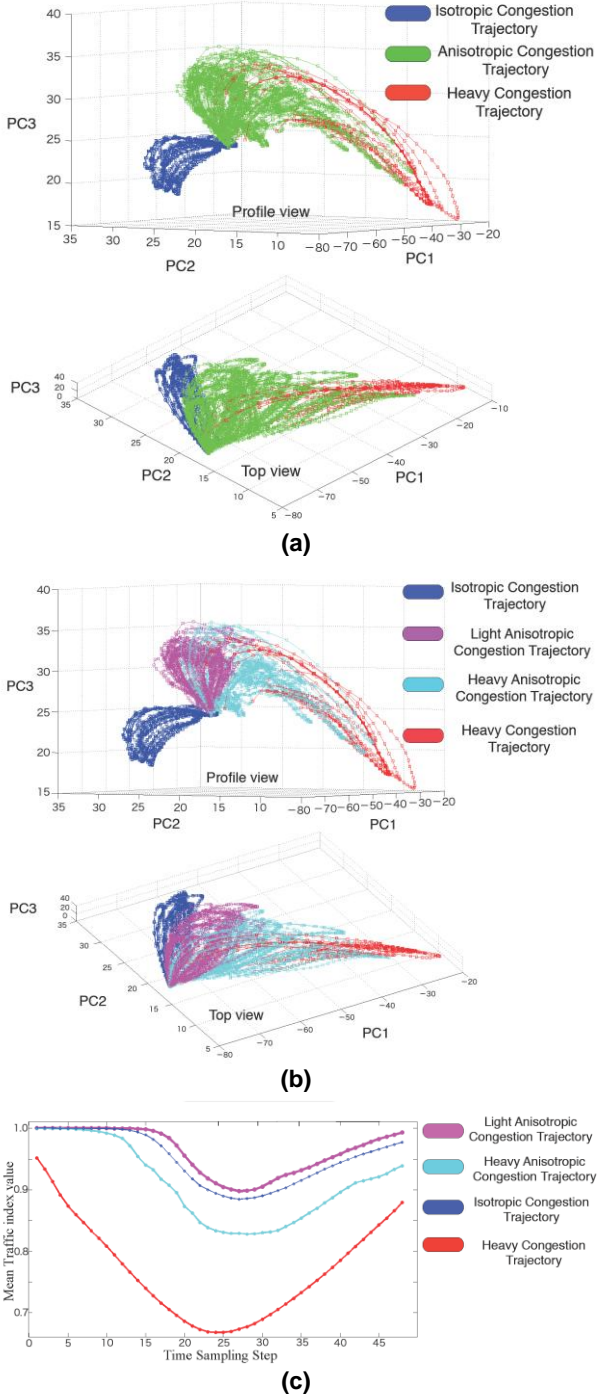 Isotropic Congestion
Trajectory
Anisotropic Congestion
Trajectory
Heavy Congestion
Trajectory
40
35
PC3
30
25
20
15
Profile view
35
30
25
20
15
−80
−70
−60
−50
−40
−30
−20
PC2
PC1
PC3
40
20
0
35
30
25
20
15
10
5
PC2
Top view
−80
−70
−60
−50
−40
−30
−20
−10
PC1
(a)
Isotropic Congestion
Trajectory
Light Anisotropic
Congestion Trajectory
Heavy Anisotropic
Congestion Trajectory
Heavy Congestion
Trajectory
40
35
30
PC3
25
20
15
Profile view
35
30
25
20
15
10
−80
−70
−60
−50
−40
−30
−20
PC2
PC1
PC3
40
20
0
35
30
25
20
15
10
5
PC2
Top view
−80
−70
−60
−50
−40
−30
−20
PC1
(b)
1.0
0.9
0.8
0.7
Mean Traffic index value
0
5
10
15
20
25
30
35
40
45
Time Sampling Step
Light Anisotropic
Congestion Trajectory
Heavy Anisotropic
Congestion Trajectory
Isotropic Congestion
Trajectory
Heavy Congestion
Trajectory
(c)